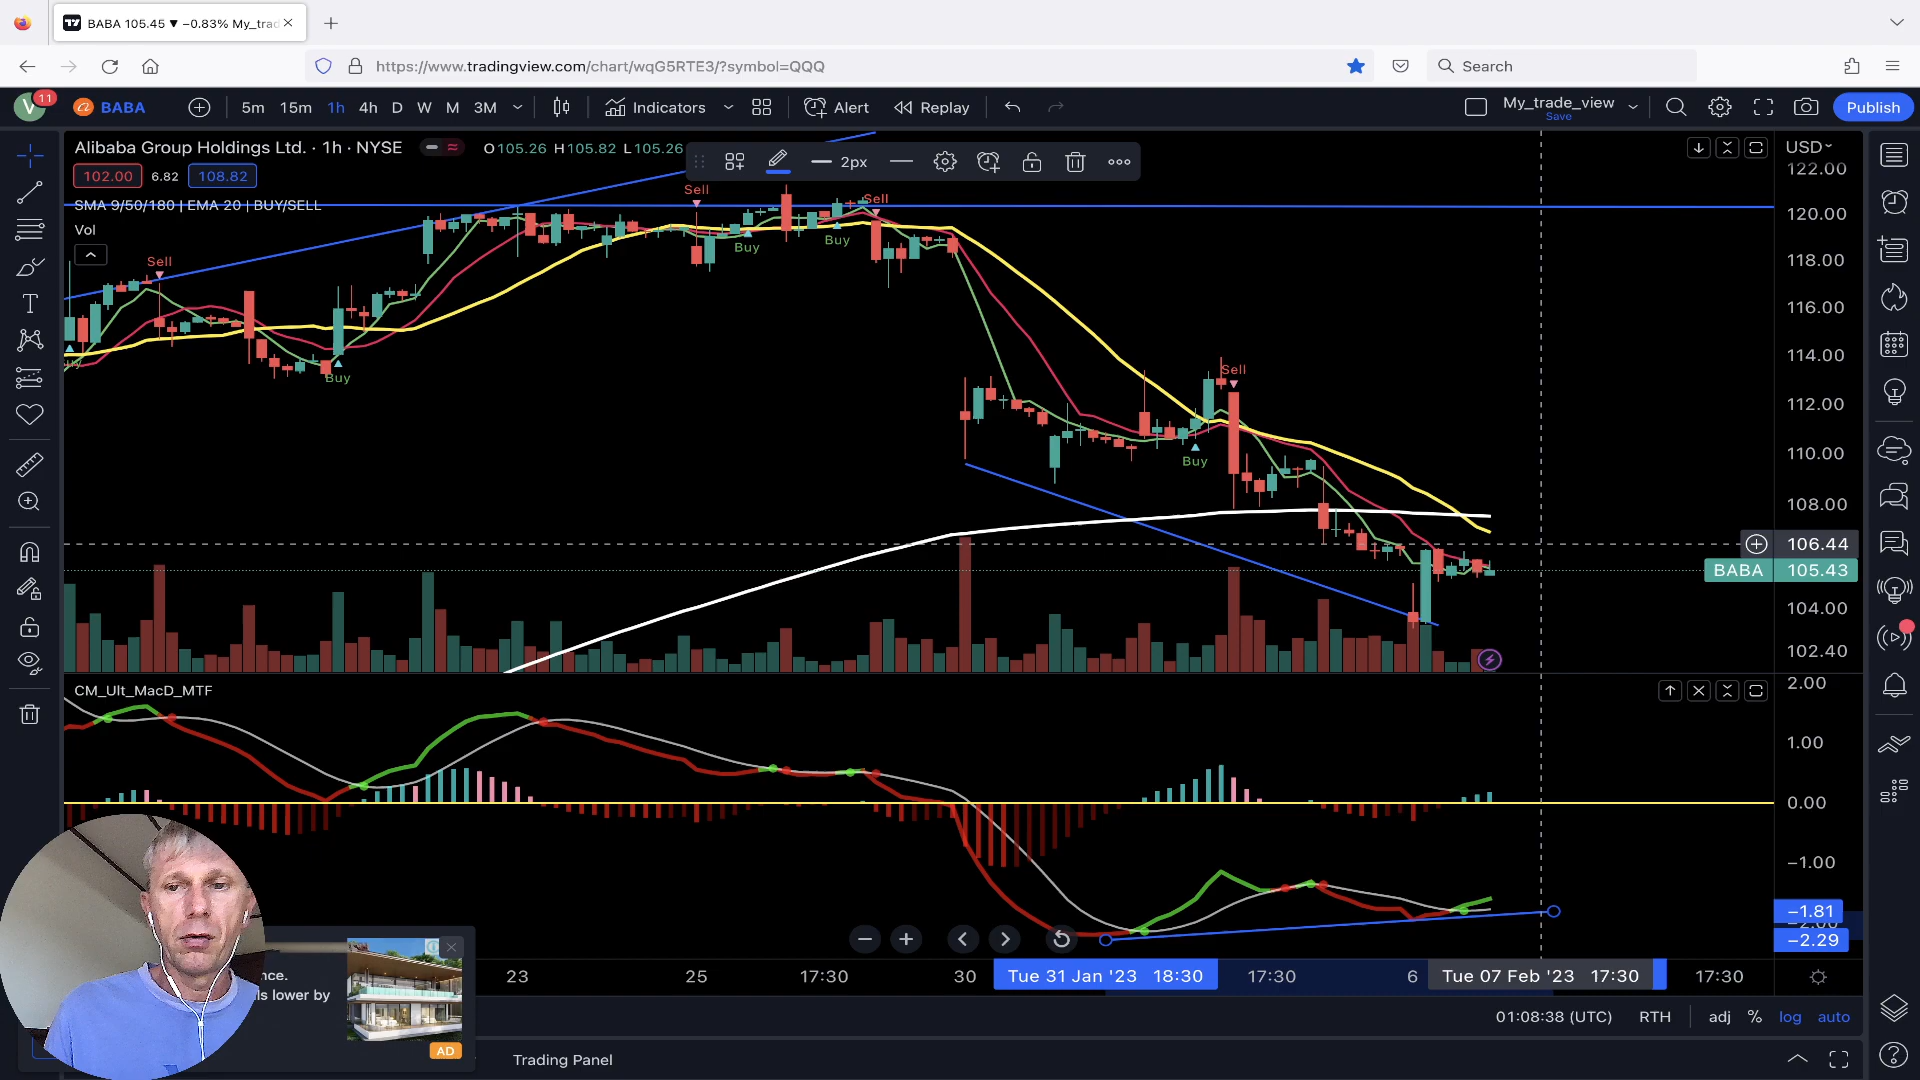 BABA 105.45 ▼ −0.83% My_trac
https://www.tradingview.com/chart/wqG5RTE3/?symbol=QQQ
Search
V 11
BABA
5m 15m 1h 4h D W M 3M
Indicators
Alert
Replay
My_trade_view
Save
Publish
Alibaba Group Holdings Ltd. · 1h · NYSE
O105.26 H105.82 L105.26
2px
USD
102.00 6.82 108.82
SMA 9/50/180 | EMA 20 | BUY/SELL
Vol
Sell
Sell
Sell
Sell
Buy
Buy
Buy
Buy
122.00
120.00
118.00
116.00
114.00
112.00
110.00
108.00
106.44
BABA 105.43
104.00
102.40
CM_Ult_MacD_MTF
2.00
1.00
0.00
−1.00
−1.81
−2.29
23
25
17:30
30
Tue 31 Jan '23 18:30
17:30
6
Tue 07 Feb '23 17:30
17:30
nce.
is lower by
AD
01:08:38 (UTC)
RTH
adj
%
log
auto
Trading Panel